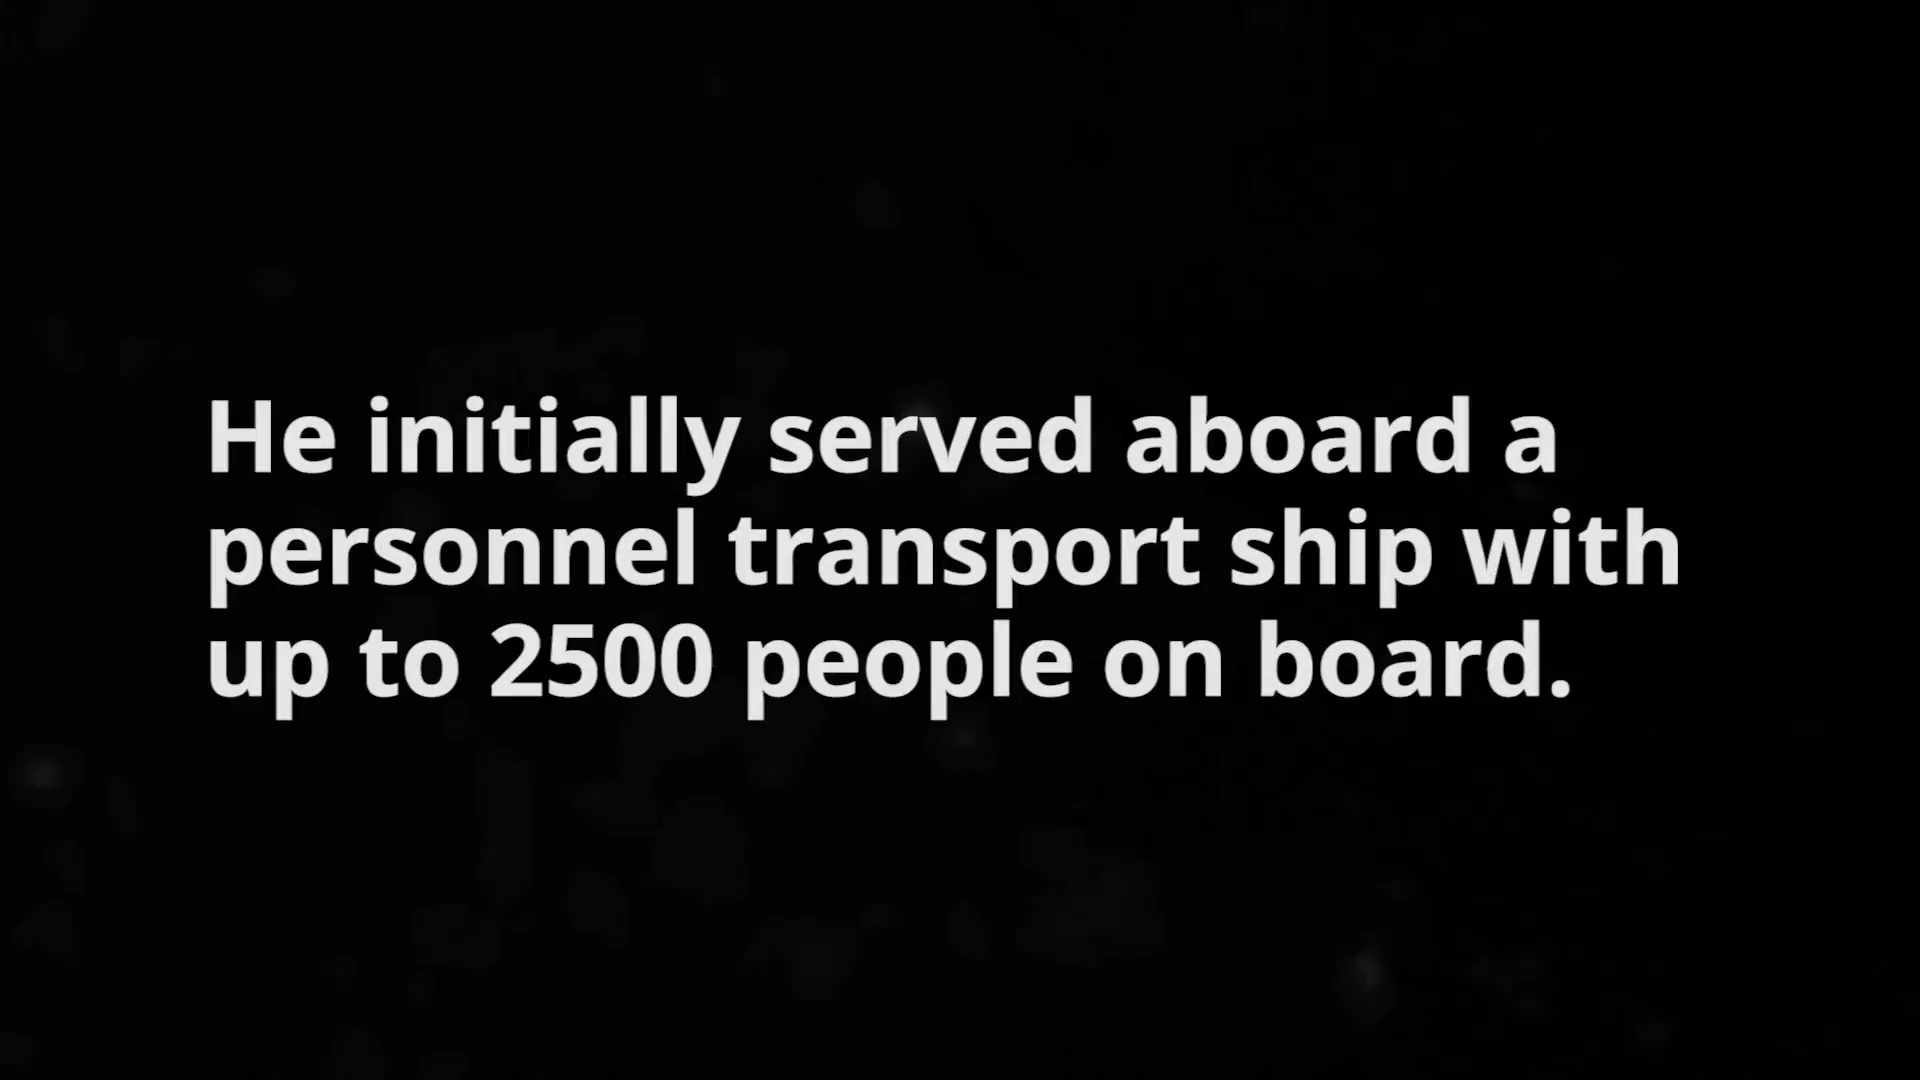 He initially served aboard a
personnel transport ship with
up to 2500 people on board.